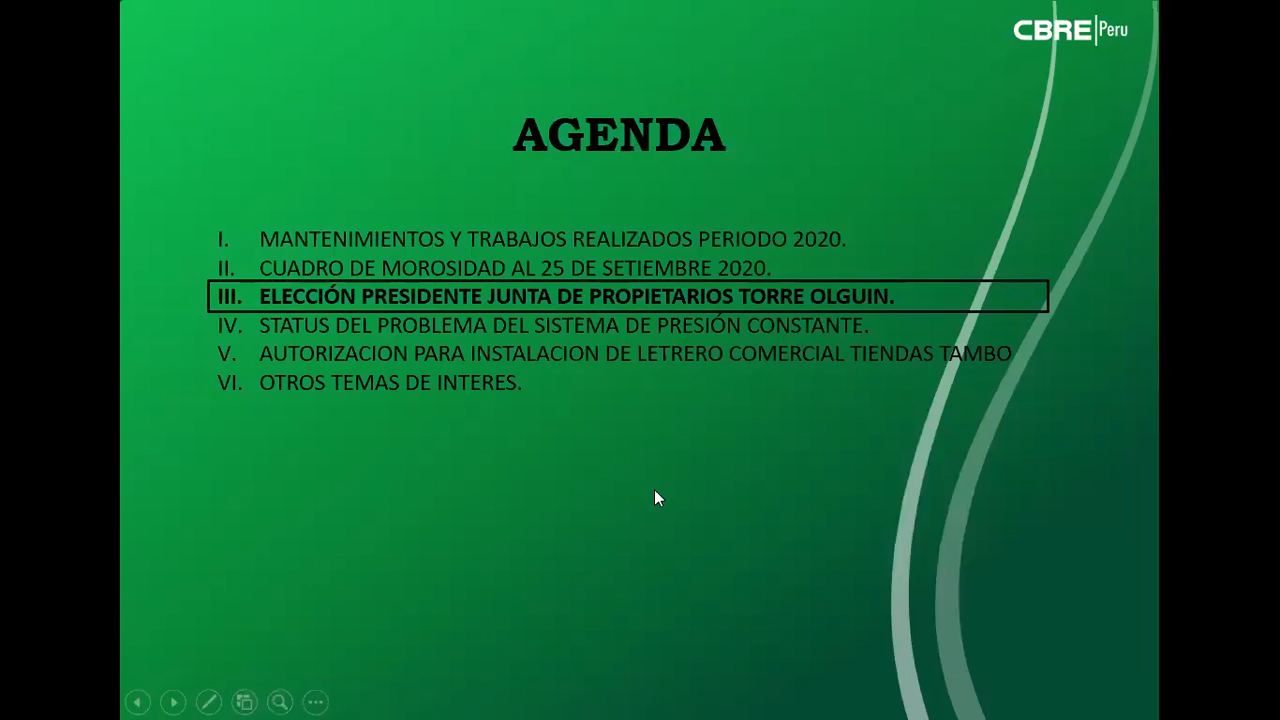 CBRE Peru
AGENDA
I. MANTENIMIENTOS Y TRABAJOS REALIZADOS PERIODO 2020.
II. CUADRO DE MOROSIDAD AL 25 DE SETIEMBRE 2020.
III. ELECCIÓN PRESIDENTE JUNTA DE PROPIETARIOS TORRE OLGUIN.
IV. STATUS DEL PROBLEMA DEL SISTEMA DE PRESIÓN CONSTANTE.
V. AUTORIZACION PARA INSTALACION DE LETRERO COMERCIAL TIENDAS TAMBO
VI. OTROS TEMAS DE INTERES.